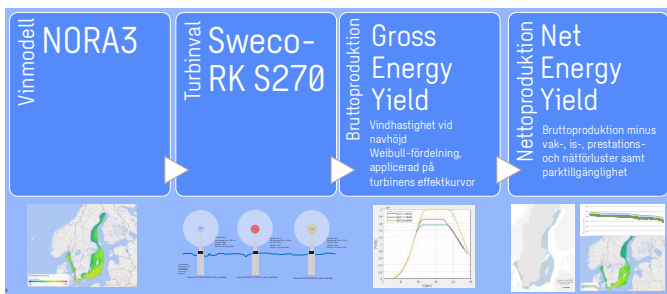 Vinmodell
NORA3
Turbinval
Sweco-
RK S270
Bruttoproduktion
Gross
Energy
Yield
Vindhastighet vid
navhöjd
Weibull-fördelning,
applicerad på
turbinens effektkurvor
Nettoproduktion
Net
Energy
Yield
Bruttoproduktion minus
vak-, is-, prestations-
och nätförluster samt
parktillgänglighet